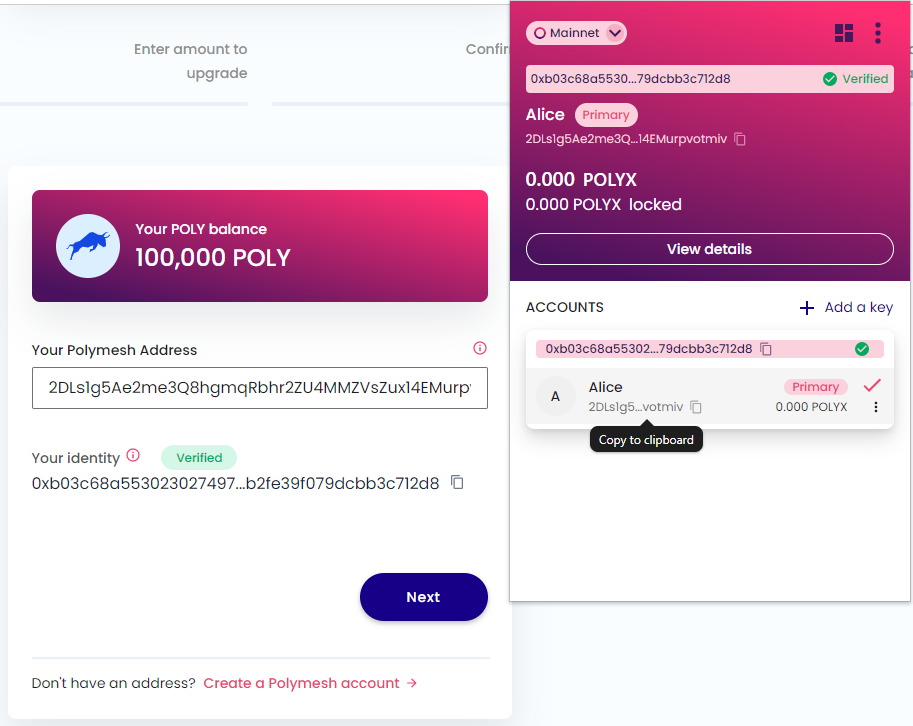 Enter amount to
upgrade
Confir
Your POLY balance
100,000 POLY
Your Polymesh Address
2DLs1g5Ae2me3Q8hgmqRbhr2ZU4MMZVsZux14EMurp
Your identity
Verified
0xb03c68a553023027497...b2fe39f079dcbb3c712d8
Next
Don't have an address? Create a Polymesh account →
Mainnet
0xb03c68a5530...79dcbb3c712d8
Verified
Alice Primary
2DLs1g5Ae2me3Q...14EMurpvotmiv
0.000 POLYX
0.000 POLYX locked
View details
ACCOUNTS
+ Add a key
0xb03c68a55302...79dcbb3c712d8
A
Alice
Primary
2DLs1g5...votmiv
0.000 POLYX
Copy to clipboard